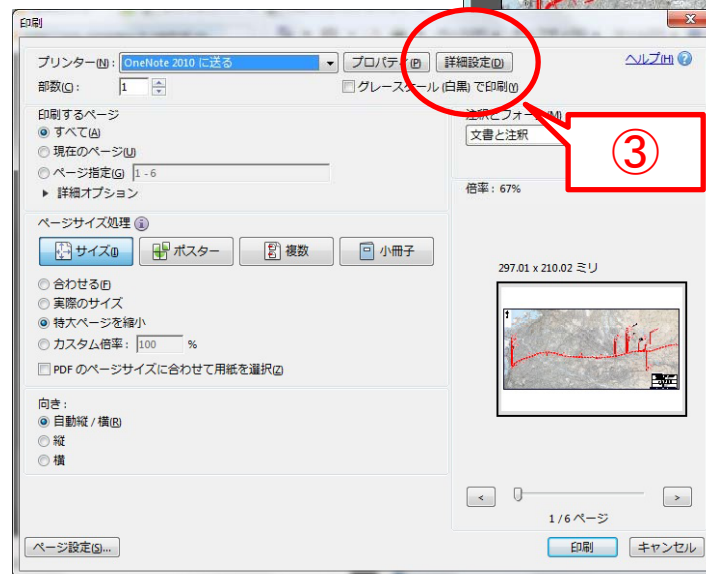 印刷
プリンター(N): OneNote 2010 に送る プロパティ(P) 詳細設定(D) ヘルプ(H)
部数(C): 1 グレースケール (白黒) で印刷(Y)
印刷するページ
すべて(A)
現在のページ(U)
ページ指定(G) 1 - 6
詳細オプション
注釈とフォーム(M)
文書と注釈
③
倍率: 67%
ページサイズ処理
サイズ(I) ポスター 複数 小冊子
合わせる(F)
実際のサイズ
特大ページを縮小
カスタム倍率: 100 %
PDF のページサイズに合わせて用紙を選択(Z)
向き:
自動縦 / 横(R)
縦
横
297.01 x 210.02 ミリ
< >
1 / 6 ページ
ページ設定(S)... 印刷 キャンセル